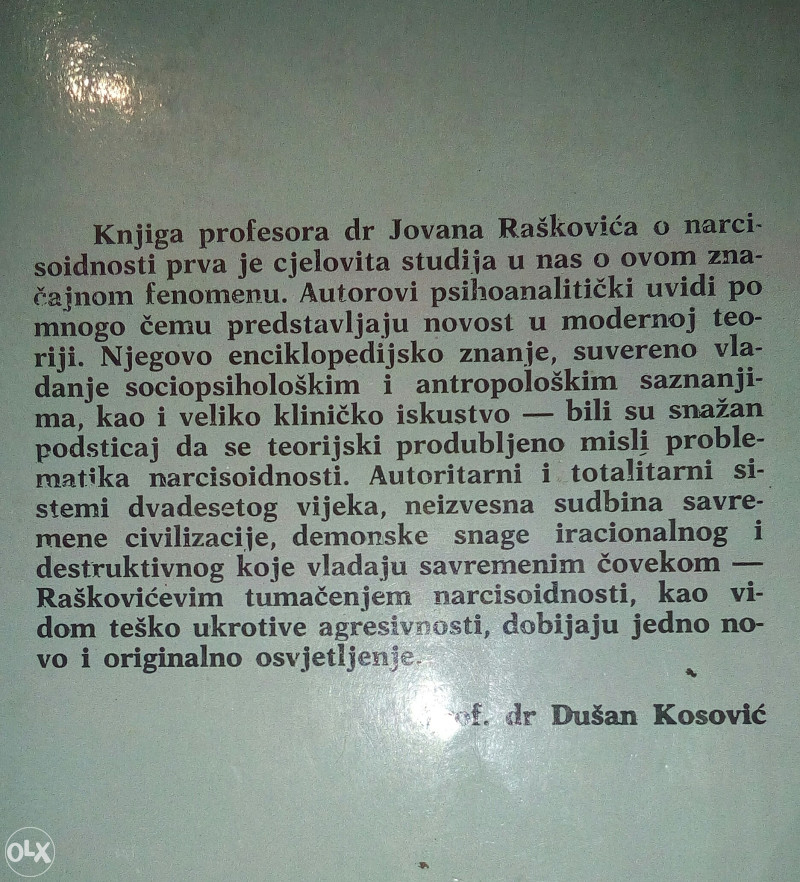 Knjiga profesora dr Jovana Raškovića o narci-
soidnosti prva je cjelovita studija u nas o ovom zna-
čajnom fenomenu. Autorovi psihoanalitički uvidi po
mnogo čemu predstavljaju novost u modernoj teo-
riji. Njegovo enciklopedijsko znanje, suvereno vla-
danje sociopsihološkim i antropološkim saznanji-
ma, kao i veliko kliničko iskustvo — bili su snažan
podsticaj da se teorijski produbljeno misli proble-
matika narcisoidnosti. Autoritarni i totalitarni si-
stemi dvadesetog vijeka, neizvesna sudbina savre-
mene civilizacije, demonske snage iracionalnog i
destruktivnog koje vladaju savremenim čovekom —
Raškovićevim tumačenjem narcisoidnosti, kao vi-
dom teško ukrotive agresivnosti, dobijaju jedno no-
vo i originalno osvjetljenje.
Prof. dr Dušan Kosović
OLX